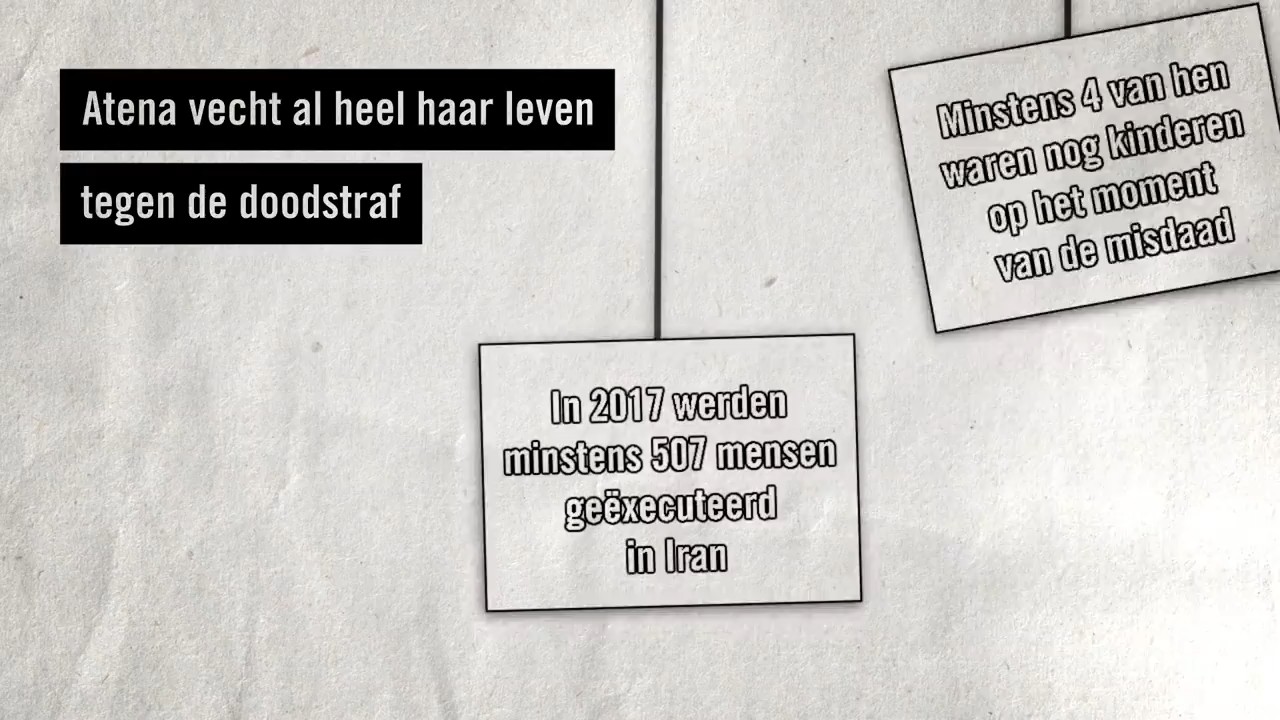 Atena vecht al heel haar leven
tegen de doodstraf
Minstens 4 van hen
waren nog kinderen
op het moment
van de misdaad
In 2017 werden
minstens 507 mensen
geëxecuteerd
in Iran